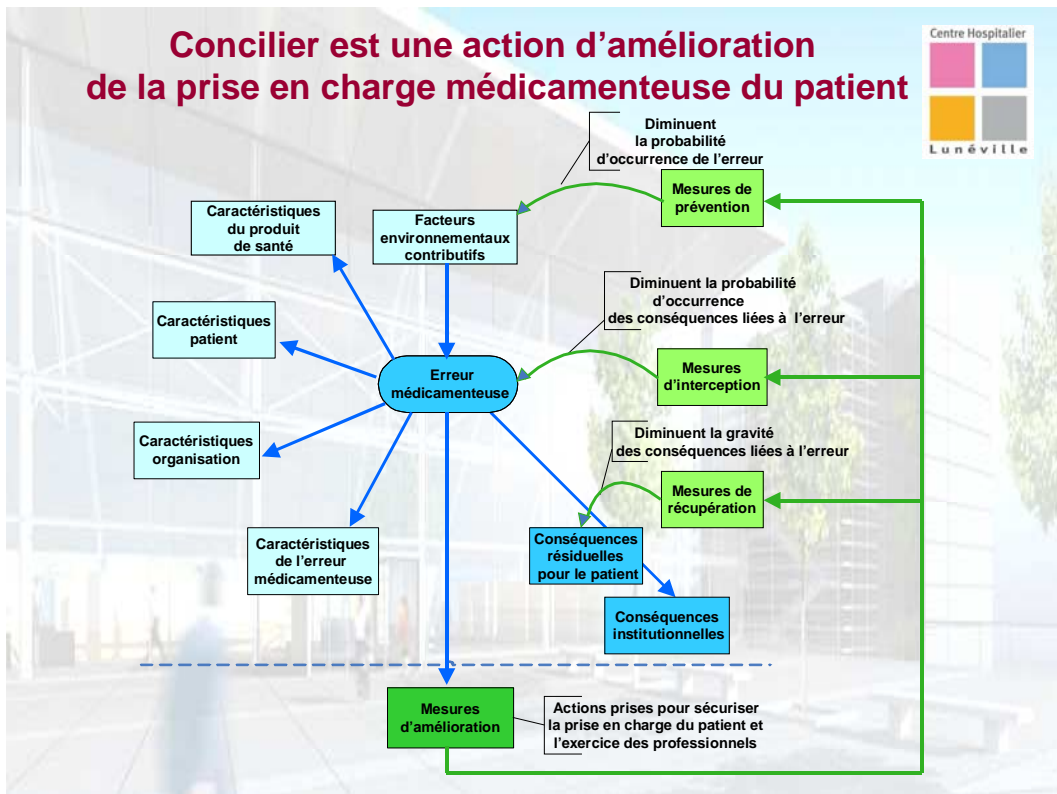 Concilier est une action d'amélioration
de la prise en charge médicamenteuse du patient
Centre Hospitalier
Lunéville
Diminuent
la probabilité
d'occurrence de l'erreur
Mesures de
prévention
Caractéristiques
du produit
de santé
Facteurs
environnementaux
contributifs
Diminuent la probabilité
d'occurrence
des conséquences liées à l'erreur
Caractéristiques
patient
Erreur
médicamenteuse
Mesures
d'interception
Diminuent la gravité
des conséquences liées à l'erreur
Caractéristiques
organisation
Mesures de
récupération
Caractéristiques
de l'erreur
médicamenteuse
Conséquences
résiduelles
pour le patient
Conséquences
institutionnelles
Mesures
d'amélioration
Actions prises pour sécuriser
la prise en charge du patient et
l'exercice des professionnels